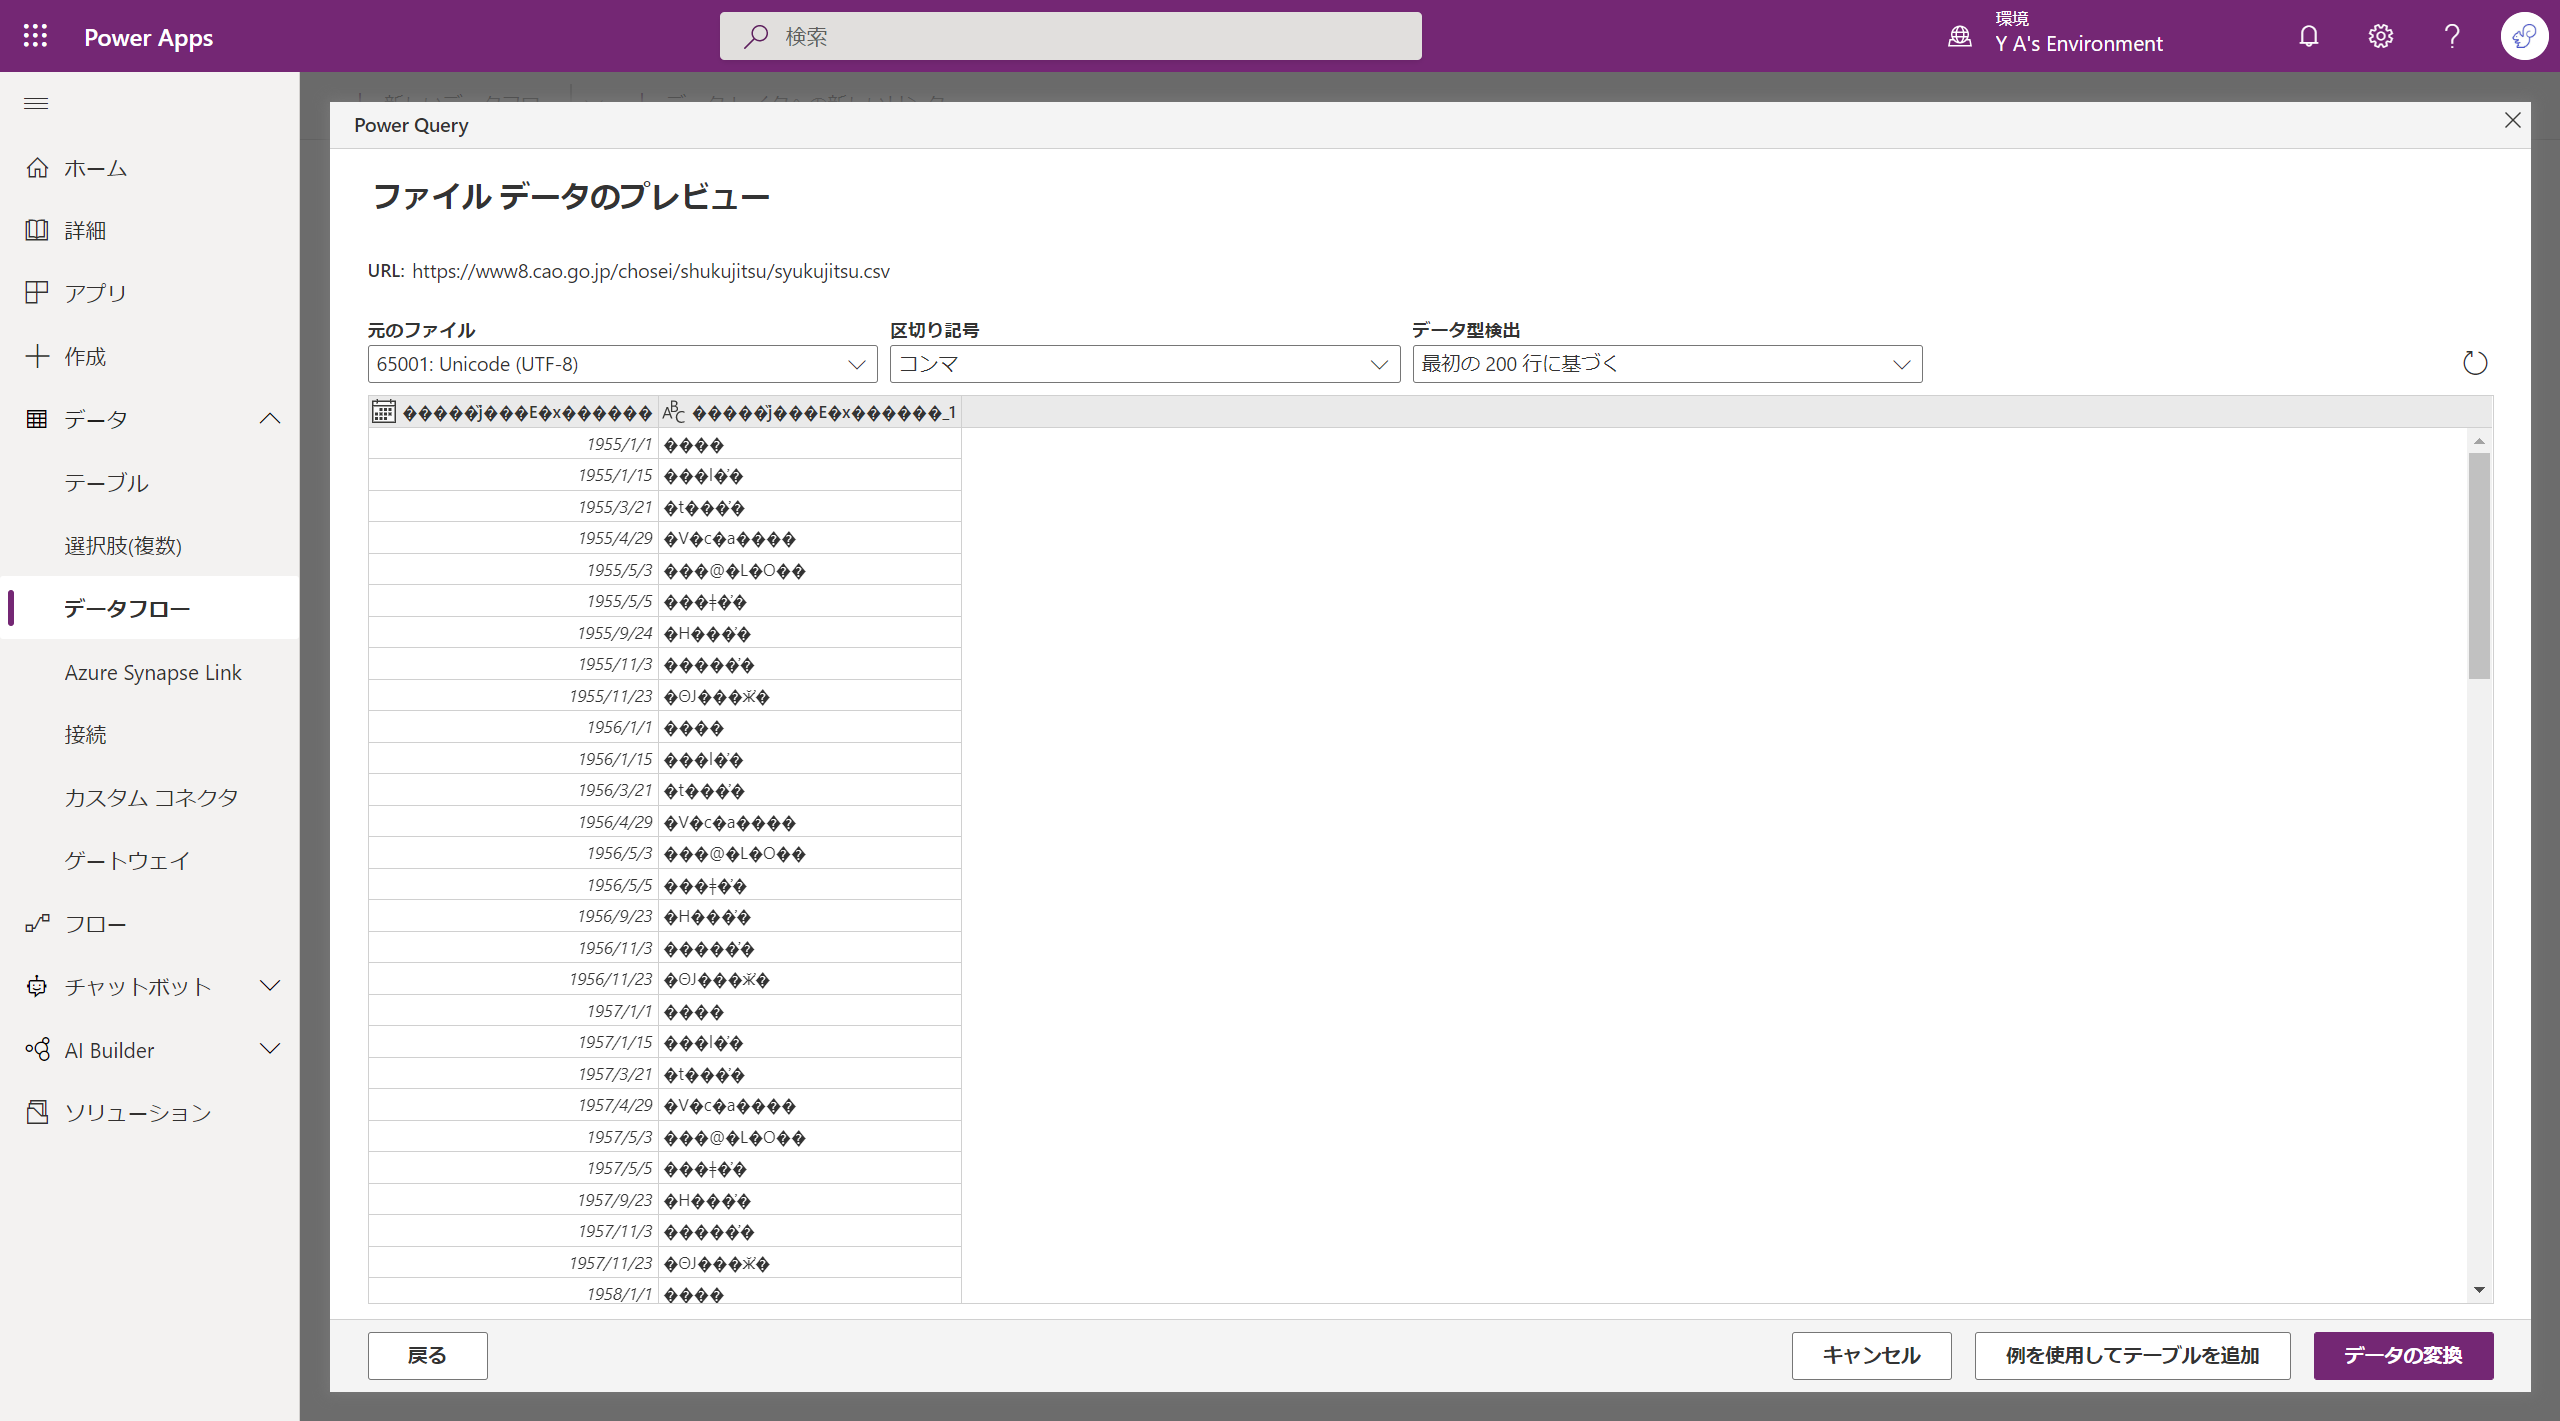 Power Apps
検索
環境
Y A's Environment
ホーム
詳細
アプリ
作成
データ
テーブル
選択肢(複数)
データフロー
Azure Synapse Link
接続
カスタム コネクタ
ゲートウェイ
フロー
チャットボット
AI Builder
ソリューション
Power Query
ファイル データのプレビュー
URL: https://www8.cao.go.jp/chosei/shukujitsu/syukujitsu.csv
元のファイル 区切り記号 データ型検出
65001: Unicode (UTF-8) コンマ 最初の 200 行に基づく
�����̏j���E�x������ ABC �����̏j���E�x������_1
1955/1/1 ����
1955/1/15 ���l�̓�
1955/3/21 �t���̓�
1955/4/29 �V�c�a����
1955/5/3 ���@�L�O��
1955/5/5 ���ǂ��̓�
1955/9/24 �H���̓�
1955/11/3 �����̓�
1955/11/23 �ΘJ���ӂ̓�
1956/1/1 ����
1956/1/15 ���l�̓�
1956/3/21 �t���̓�
1956/4/29 �V�c�a����
1956/5/3 ���@�L�O��
1956/5/5 ���ǂ��̓�
1956/9/23 �H���̓�
1956/11/3 �����̓�
1956/11/23 �ΘJ���ӂ̓�
1957/1/1 ����
1957/1/15 ���l�̓�
1957/3/21 �t���̓�
1957/4/29 �V�c�a����
1957/5/3 ���@�L�O��
1957/5/5 ���ǂ��̓�
1957/9/23 �H���̓�
1957/11/3 �����̓�
1957/11/23 �ΘJ���ӂ̓�
1958/1/1 ����
戻る
キャンセル
例を使用してテーブルを追加
データの変換